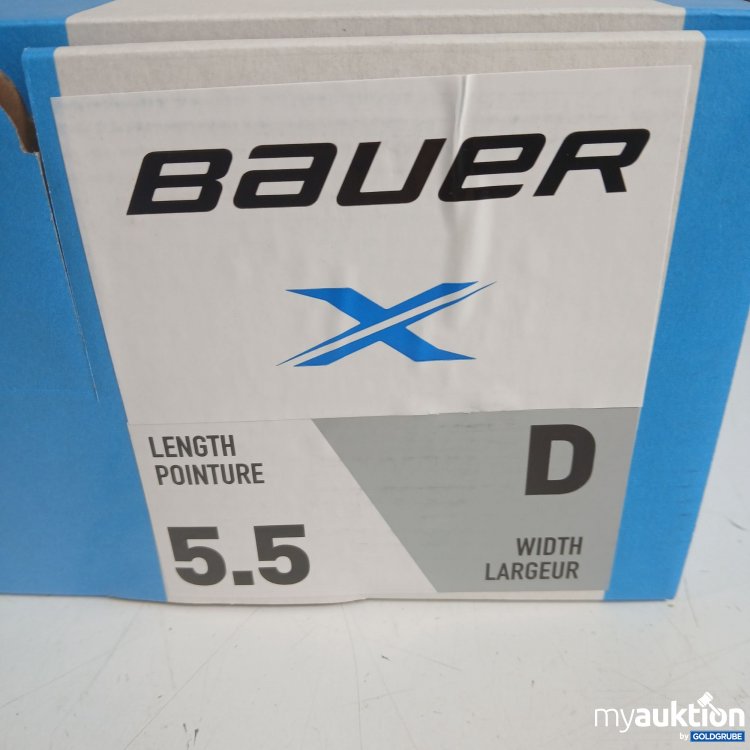 BAUER
X
LENGTH
POINTURE
5.5
D
WIDTH
LARGEUR
myauktion
by GOLDGRUBE